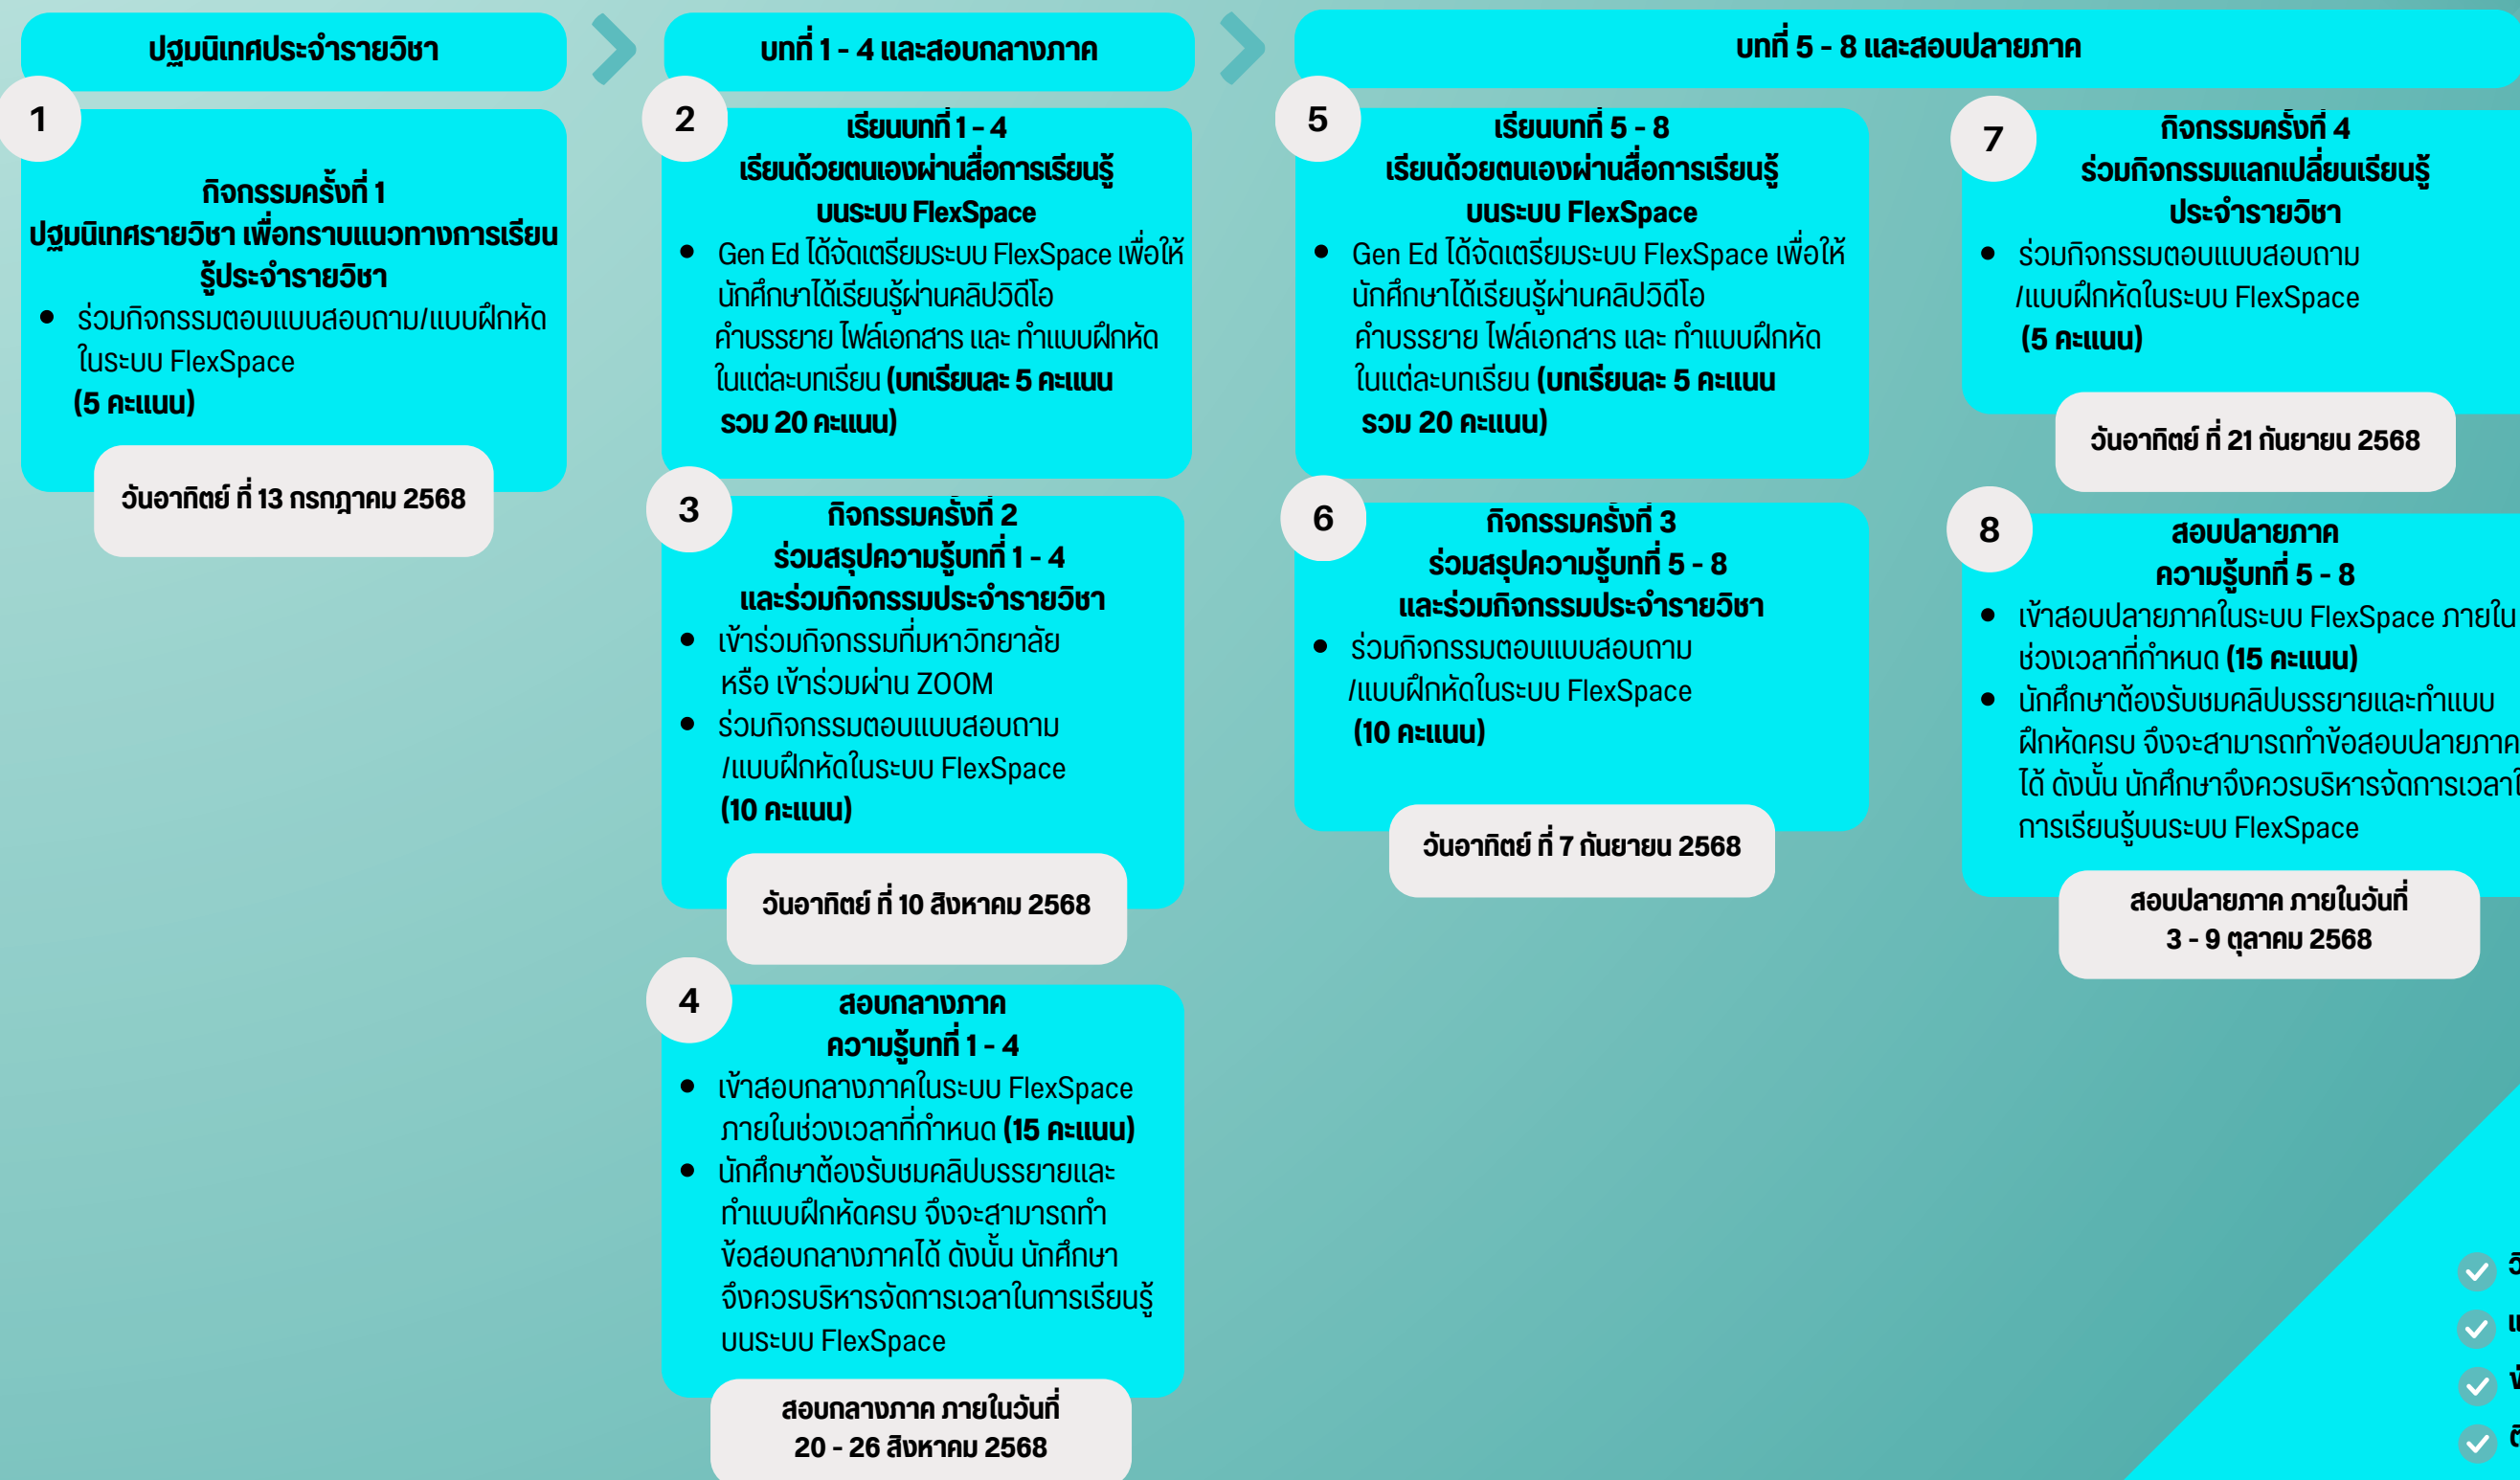 ปฐมนิเทศประจำรายวิชา
บทที่ 1 - 4 และสอบกลางภาค
บทที่ 5 - 8 และสอบปลายภาค
1
กิจกรรมครั้งที่ 1
ปฐมนิเทศรายวิชา เพื่อทราบแนวทางการเรียน
รู้ประจำรายวิชา
ร่วมกิจกรรมตอบแบบสอบถาม/แบบฝึกหัด
ในระบบ FlexSpace
(5 คะแนน)
วันอาทิตย์ ที่ 13 กรกฎาคม 2568
2
เรียนบทที่ 1 - 4
เรียนด้วยตนเองผ่านสื่อการเรียนรู้
บนระบบ FlexSpace
Gen Ed ได้จัดเตรียมระบบ FlexSpace เพื่อให้
นักศึกษาได้เรียนรู้ผ่านคลิปวิดีโอ
คำบรรยาย ไฟล์เอกสาร และ ทำแบบฝึกหัด
ในแต่ละบทเรียน (บทเรียนละ 5 คะแนน
รวม 20 คะแนน)
3
กิจกรรมครั้งที่ 2
ร่วมสรุปความรู้บทที่ 1 - 4
และร่วมกิจกรรมประจำรายวิชา
เข้าร่วมกิจกรรมที่มหาวิทยาลัย
หรือ เข้าร่วมผ่าน ZOOM
ร่วมกิจกรรมตอบแบบสอบถาม
/แบบฝึกหัดในระบบ FlexSpace
(10 คะแนน)
วันอาทิตย์ ที่ 10 สิงหาคม 2568
4
สอบกลางภาค
ความรู้บทที่ 1 - 4
เข้าสอบกลางภาคในระบบ FlexSpace
ภายในช่วงเวลาที่กำหนด (15 คะแนน)
นักศึกษาต้องรับชมคลิปบรรยายและ
ทำแบบฝึกหัดครบ จึงจะสามารถทำ
ข้อสอบกลางภาคได้ ดังนั้น นักศึกษา
จึงควรบริหารจัดการเวลาในการเรียนรู้
บนระบบ FlexSpace
สอบกลางภาค ภายในวันที่
20 - 26 สิงหาคม 2568
5
เรียนบทที่ 5 - 8
เรียนด้วยตนเองผ่านสื่อการเรียนรู้
บนระบบ FlexSpace
Gen Ed ได้จัดเตรียมระบบ FlexSpace เพื่อให้
นักศึกษาได้เรียนรู้ผ่านคลิปวิดีโอ
คำบรรยาย ไฟล์เอกสาร และ ทำแบบฝึกหัด
ในแต่ละบทเรียน (บทเรียนละ 5 คะแนน
รวม 20 คะแนน)
6
กิจกรรมครั้งที่ 3
ร่วมสรุปความรู้บทที่ 5 - 8
และร่วมกิจกรรมประจำรายวิชา
ร่วมกิจกรรมตอบแบบสอบถาม
/แบบฝึกหัดในระบบ FlexSpace
(10 คะแนน)
วันอาทิตย์ ที่ 7 กันยายน 2568
7
กิจกรรมครั้งที่ 4
ร่วมกิจกรรมแลกเปลี่ยนเรียนรู้
ประจำรายวิชา
ร่วมกิจกรรมตอบแบบสอบถาม
/แบบฝึกหัดในระบบ FlexSpace
(5 คะแนน)
วันอาทิตย์ ที่ 21 กันยายน 2568
8
สอบปลายภาค
ความรู้บทที่ 5 - 8
เข้าสอบปลายภาคในระบบ FlexSpace ภายใน
ช่วงเวลาที่กำหนด (15 คะแนน)
นักศึกษาต้องรับชมคลิปบรรยายและทำแบบ
ฝึกหัดครบ จึงจะสามารถทำข้อสอบปลายภาค
ได้ ดังนั้น นักศึกษาจึงควรบริหารจัดการเวลา
การเรียนรู้บนระบบ FlexSpace
สอบปลายภาค ภายในวันที่
3 - 9 ตุลาคม 2568